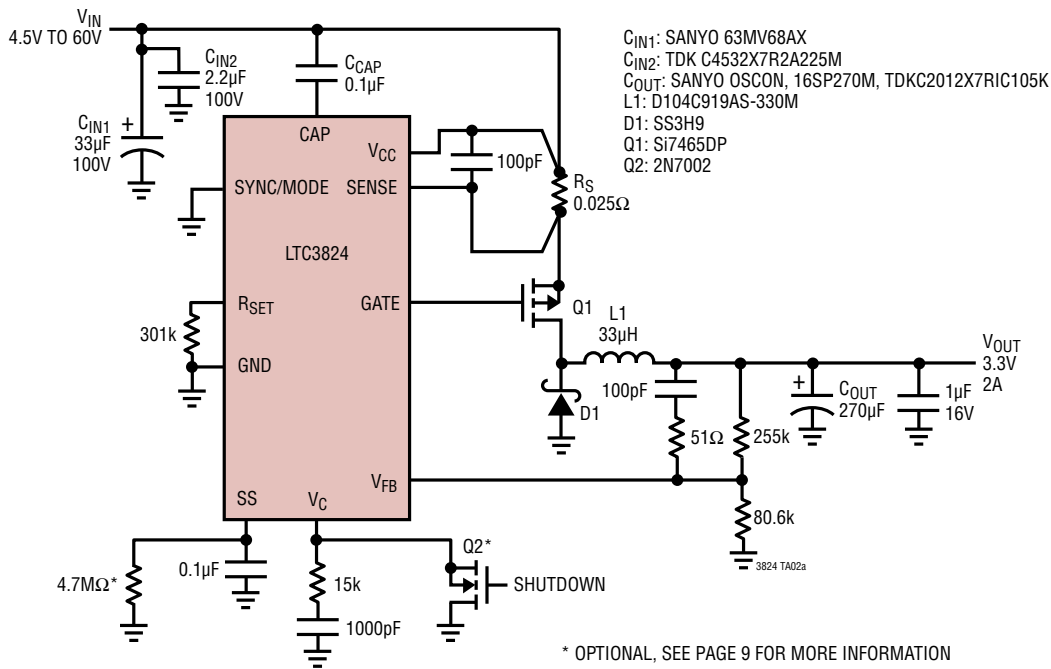 VIN
4.5V TO 60V
CIN2
2.2µF
100V
CIN1
33µF
100V
+
CCAP
0.1µF
CIN1: SANYO 63MV68AX
CIN2: TDK C4532X7R2A225M
COUT: SANYO OSCON, 16SP270M, TDKC2012X7RIC105K
L1: D104C919AS-330M
D1: SS3H9
Q1: Si7465DP
Q2: 2N7002
CAP
VCC
SYNC/MODE
SENSE
100pF
RS
0.025Ω
LTC3824
RSET
GATE
Q1
301k
GND
L1
33µH
VOUT
3.3V
2A
D1
100pF
51Ω
255k
+
COUT
270µF
1µF
16V
VFB
80.6k
3824 TA02a
SS
VC
4.7MΩ*
0.1µF
15k
1000pF
Q2*
SHUTDOWN
* OPTIONAL, SEE PAGE 9 FOR MORE INFORMATION